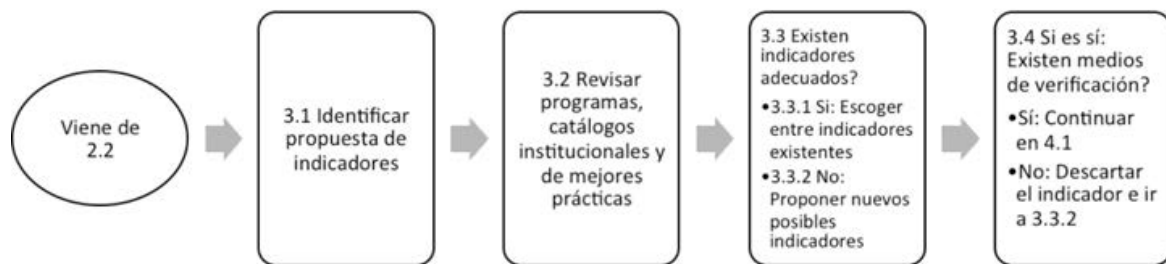 Viene de
2.2
3.1 Identificar
propuesta de
indicadores
3.2 Revisar
programas,
catálogos
institucionales y
de mejores
prácticas
3.3 Existen
indicadores
adecuados?
•3.3.1 Si: Escoger
entre indicadores
existentes
•3.3.2 No:
Proponer nuevos
posibles
indicadores
3.4 Si es sí:
Existen medios
de verificación?
•Sí: Continuar
en 4.1
•No: Descartar
el indicador e ir
a 3.3.2